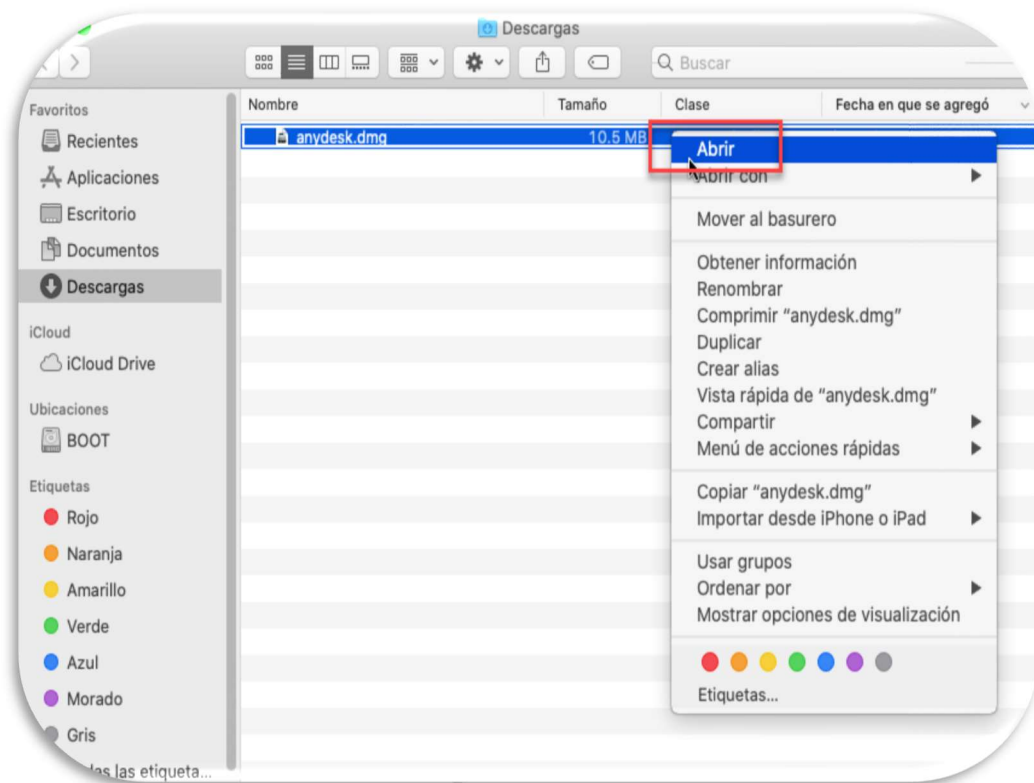 Descargas
Buscar
Favoritos
Recientes
Aplicaciones
Escritorio
Documentos
Descargas
iCloud
iCloud Drive
Ubicaciones
BOOT
Etiquetas
Rojo
Naranja
Amarillo
Verde
Azul
Morado
Gris
las etiqueta...
Nombre Tamaño Clase Fecha en que se agregó
anydesk.dmg 10.5 MB
Abrir
Abrir con
Mover al basurero
Obtener información
Renombrar
Comprimir “anydesk.dmg”
Duplicar
Crear alias
Vista rápida de “anydesk.dmg”
Compartir
Menú de acciones rápidas
Copiar “anydesk.dmg”
Importar desde iPhone o iPad
Usar grupos
Ordenar por
Mostrar opciones de visualización
Etiquetas...